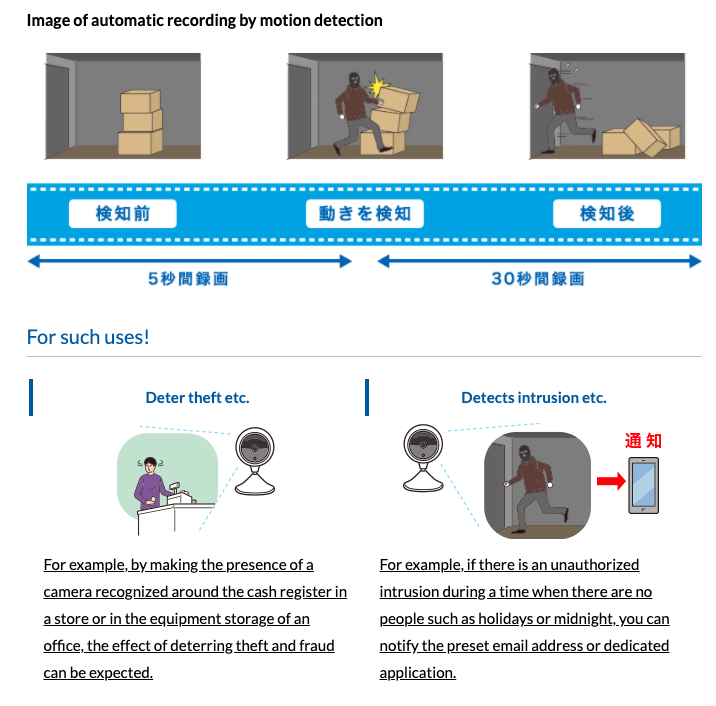 Image of automatic recording by motion detection
検知前
動きを検知
検知後
5秒間録画
30秒間録画
For such uses!
Deter theft etc.
Detects intrusion etc.
通知
For example, by making the presence of a
camera recognized around the cash register in
a store or in the equipment storage of an
office, the effect of deterring theft and fraud
can be expected.
For example, if there is an unauthorized
intrusion during a time when there are no
people such as holidays or midnight, you can
notify the preset email address or dedicated
application.